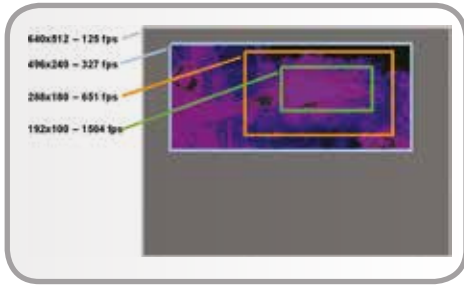 640x512 – 125 fps
496x240 – 327 fps
288x180 – 651 fps
192x100 – 1504 fps